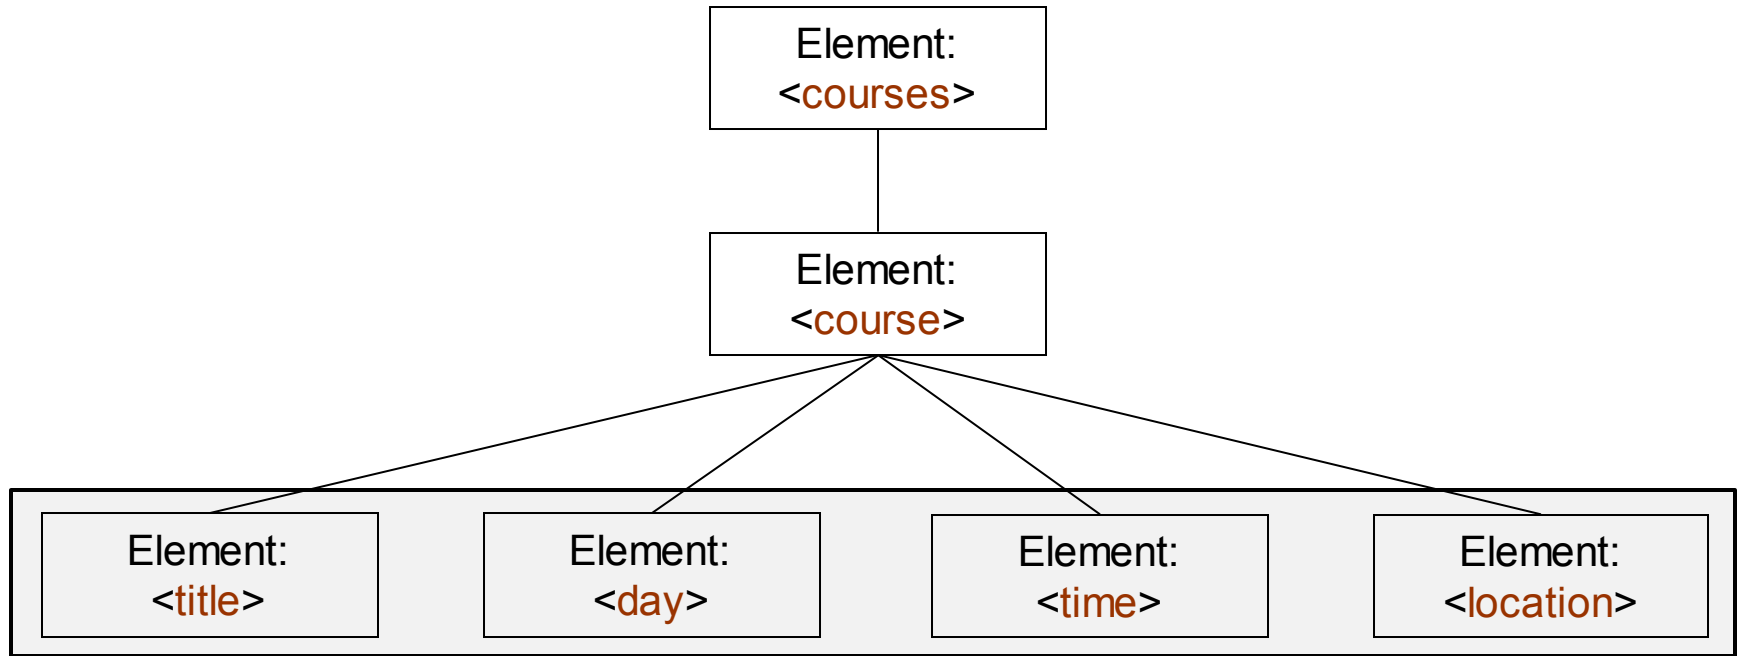 Element:
<courses>
Element:
<course>
Element:
<title>
Element:
<day>
Element:
<time>
Element:
<location>